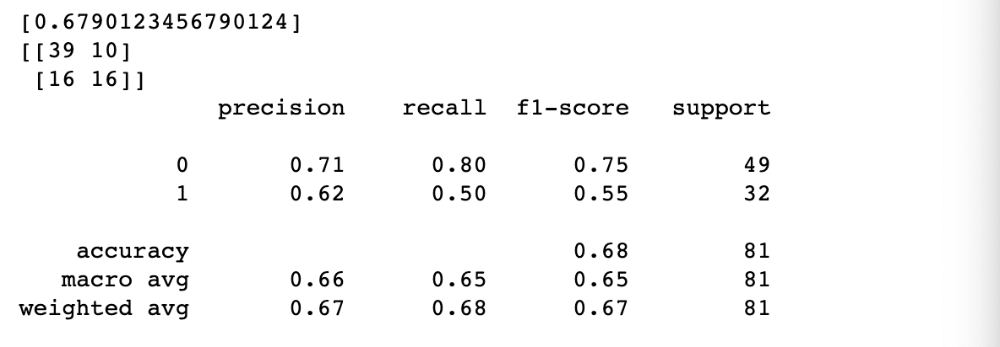 [0.6790123456790124]
[[39 10]
 [16 16]]
              precision    recall  f1-score   support

           0       0.71      0.80      0.75        49
           1       0.62      0.50      0.55        32

    accuracy                           0.68        81
   macro avg       0.66      0.65      0.65        81
weighted avg       0.67      0.68      0.67        81